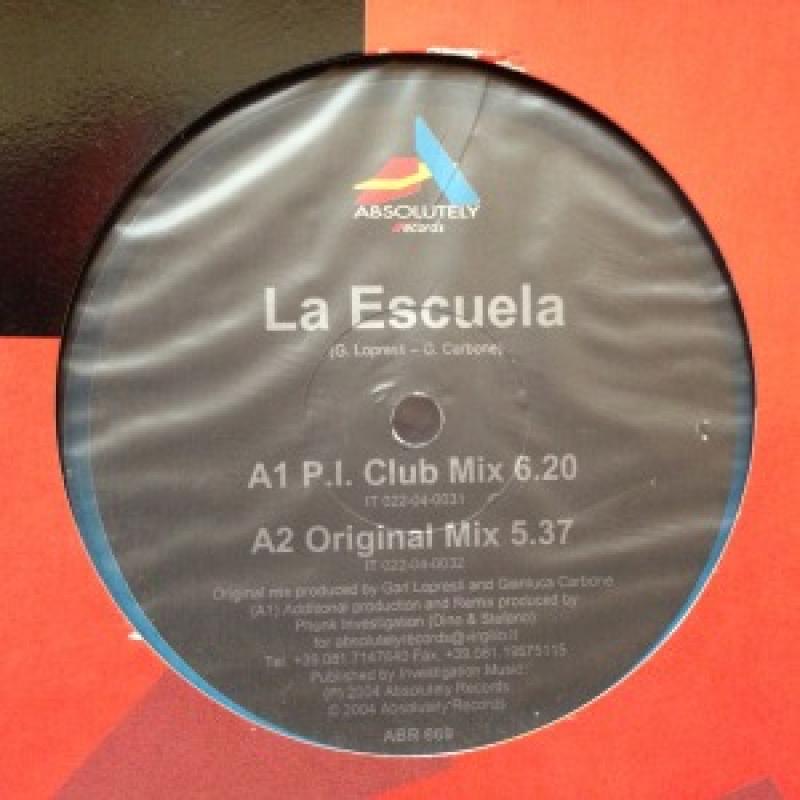 ABSOLUTELY
records
La Escuela
(G. Lopresti – G. Carbone)
A1 P.I. Club Mix 6.20
IT 022-04-0031
A2 Original Mix 5.37
IT 022-04-0032
Original mix produced by Gari Lopresti and Gianluca Carbone
(A1) Additional production and Remix produced by
Phunk Investigation (Dino & Stefano)
for absolutelyrecords@virgilio.it
Tel. +39.081.7147640 Fax. +39.081.19575115
Published by Investigation Music
(P) 2004 Absolutely Records
© 2004 Absolutely Records
ABR 669